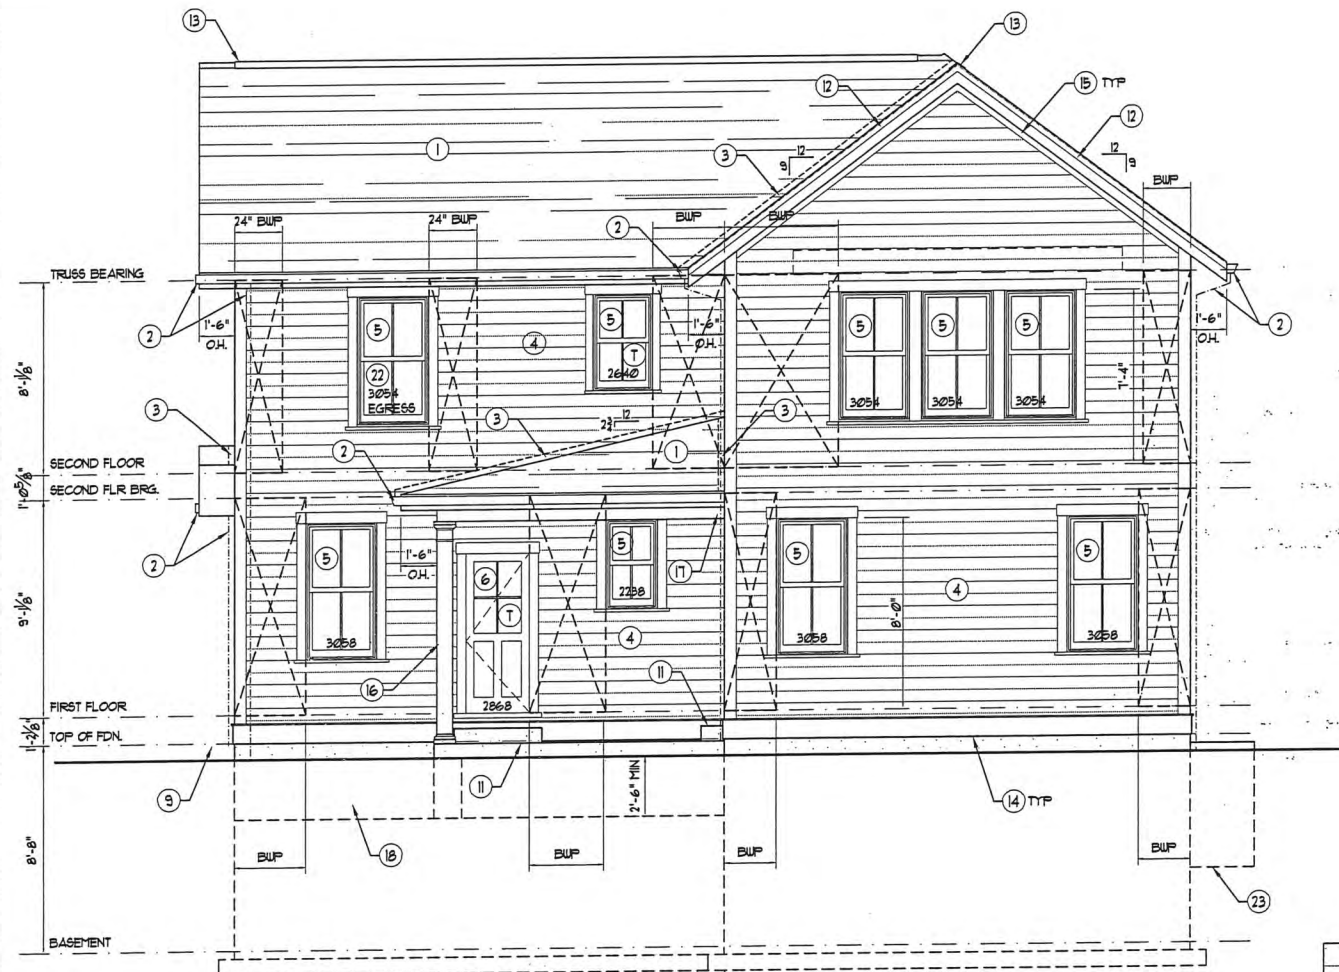 13
13
12
15 TYP
12
1
3
12
9
12
9
BWP
24" BWP
24" BWP
BWP
BWP
2
TRUSS BEARING
2
1'-6"
O.H.
5
22
3054
EGRESS
4
5
T
2640
1'-6"
O.H.
5
5
5
3054
3054
3054
7'-4"
1'-6"
O.H.
2
8'-1 1/8"
3
3
12
2 3/4
3
2
1
SECOND FLOOR
1'-0 5/8"
SECOND FLR BRG.
2
5
3058
1'-6"
O.H.
6
T
2868
5
2238
17
4
5
3058
8'-0"
4
5
3058
9'-1 1/8"
16
11
FIRST FLOOR
1'-2 1/8"
TOP OF FDN.
9
11
2'-6" MIN
14 TYP
18
8'-8"
BWP
BWP
BWP
BWP
23
BASEMENT